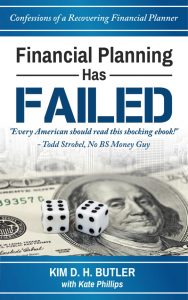 Confessions of a Recovering Financial Planner
Financial Planning
Has
FAILED
"Every American should read this shocking ebook!"
- Todd Strobel, No BS Money Guy
KIM D. H. BUTLER
with Kate Phillips